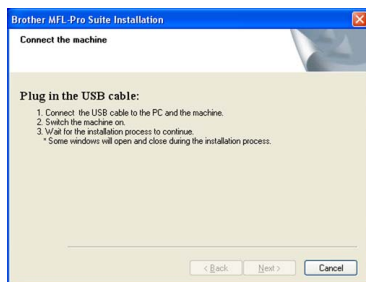 Brother MFL-Pro Suite Installation
Connect the machine
Plug in the USB cable:
1. Connect the USB cable to the PC and the machine.
2. Switch the machine on.
3. Wait for the installation process to continue.
* Some windows will open and close during the installation process.
< Back Next > Cancel